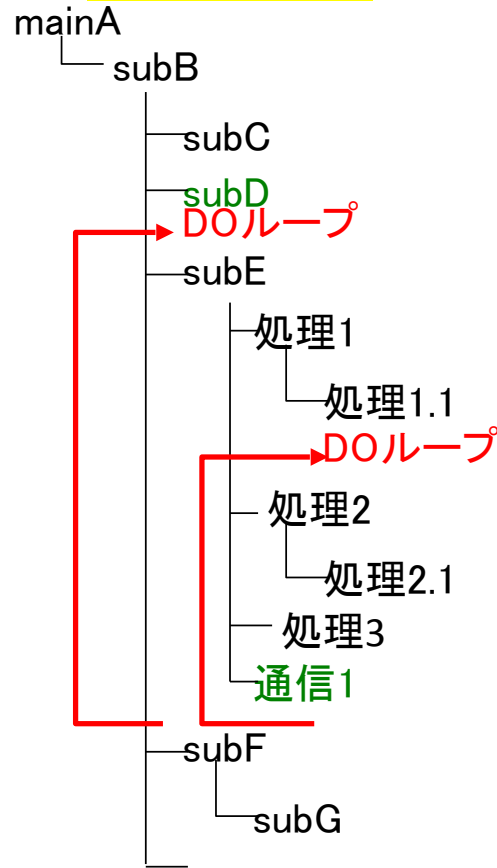 mainA
subB
subC
subD
DOループ
subE
処理1
処理1.1
DOループ
処理2
処理2.1
処理3
通信1
subF
subG